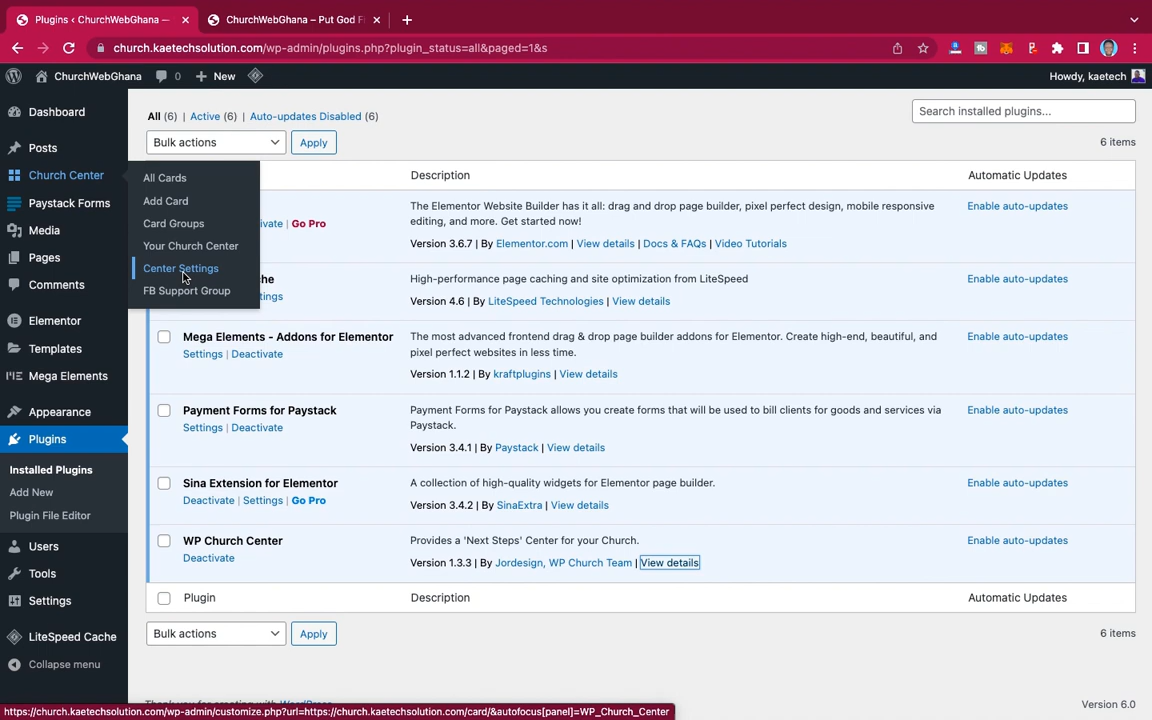 Plugins ‹ ChurchWebGhana —
ChurchWebGhana – Put God F
church.kaetechsolution.com/wp-admin/plugins.php?plugin_status=all&paged=1&s
ChurchWebGhana 0 New Howdy, kaetech
Dashboard
Posts
Church Center
Paystack Forms
Media
Pages
Comments
Elementor
Templates
Mega Elements
Appearance
Plugins
Installed Plugins
Add New
Plugin File Editor
Users
Tools
Settings
LiteSpeed Cache
Collapse menu
All Cards
Add Card
Card Groups
Your Church Center
Center Settings
FB Support Group
All (6) | Active (6) | Auto-updates Disabled (6)
Search installed plugins...
Bulk actions Apply 6 items
Description Automatic Updates
ivate | Go Pro
The Elementor Website Builder has it all: drag and drop page builder, pixel perfect design, mobile responsive
editing, and more. Get started now!
Version 3.6.7 | By Elementor.com | View details | Docs & FAQs | Video Tutorials
Enable auto-updates
che
tings
High-performance page caching and site optimization from LiteSpeed
Version 4.6 | By LiteSpeed Technologies | View details
Enable auto-updates
Mega Elements - Addons for Elementor
Settings | Deactivate
The most advanced frontend drag & drop page builder addons for Elementor. Create high-end, beautiful, and
pixel perfect websites in less time.
Version 1.1.2 | By kraftplugins | View details
Enable auto-updates
Payment Forms for Paystack
Settings | Deactivate
Payment Forms for Paystack allows you create forms that will be used to bill clients for goods and services via
Paystack.
Version 3.4.1 | By Paystack | View details
Enable auto-updates
Sina Extension for Elementor
Deactivate | Settings | Go Pro
A collection of high-quality widgets for Elementor page builder.
Version 3.4.2 | By SinaExtra | View details
Enable auto-updates
WP Church Center
Deactivate
Provides a 'Next Steps' Center for your Church.
Version 1.3.3 | By Jordesign, WP Church Team | View details
Enable auto-updates
Plugin Description Automatic Updates
Bulk actions Apply 6 items
Version 6.0
https://church.kaetechsolution.com/wp-admin/customize.php?url=https://church.kaetechsolution.com/card/&autofocus[panel]=WP_Church_Center